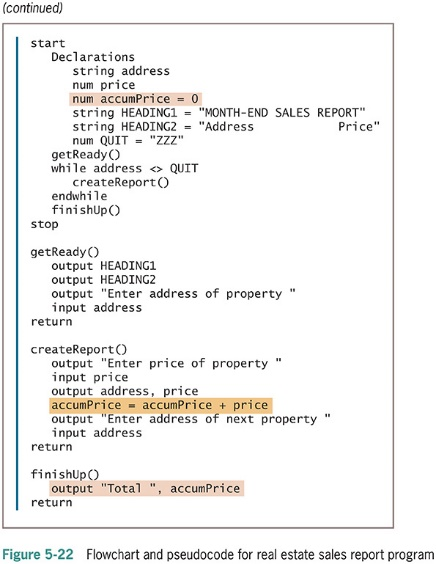 (continued)
start
Declarations
string address
num price
num accumPrice = 0
string HEADING1 = "MONTH-END SALES REPORT"
string HEADING2 = "Address Price"
num QUIT = "ZZZ"
getReady()
while address <> QUIT
createReport()
endwhile
finishUp()
stop
getReady()
output HEADING1
output HEADING2
output "Enter address of property "
input address
return
createReport()
output "Enter price of property "
input price
output address, price
accumPrice = accumPrice + price
output "Enter address of next property "
input address
return
finishUp()
output "Total ", accumPrice
return
Figure 5-22 Flowchart and pseudocode for real estate sales report program